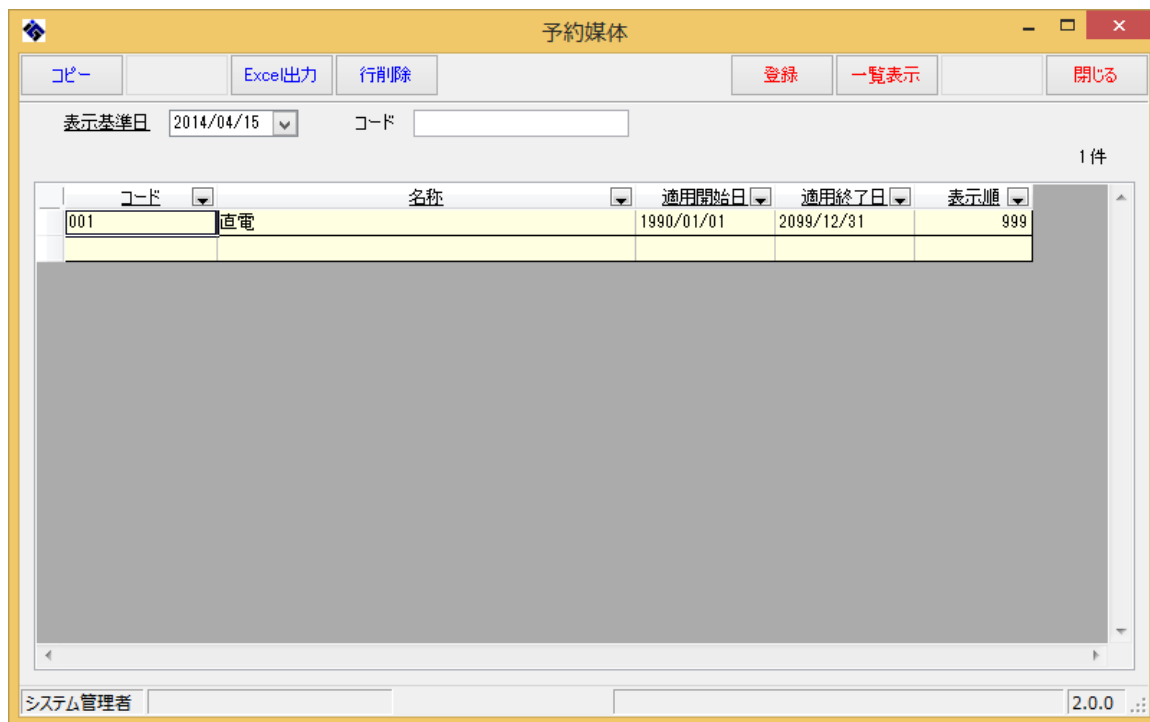 予約媒体
コピー Excel出力 行削除 登録 一覧表示 閉じる
表示基準日 2014/04/15 コード
1件
コード 名称 適用開始日 適用終了日 表示順
001 直電 1990/01/01 2099/12/31 999
システム管理者 2.0.0